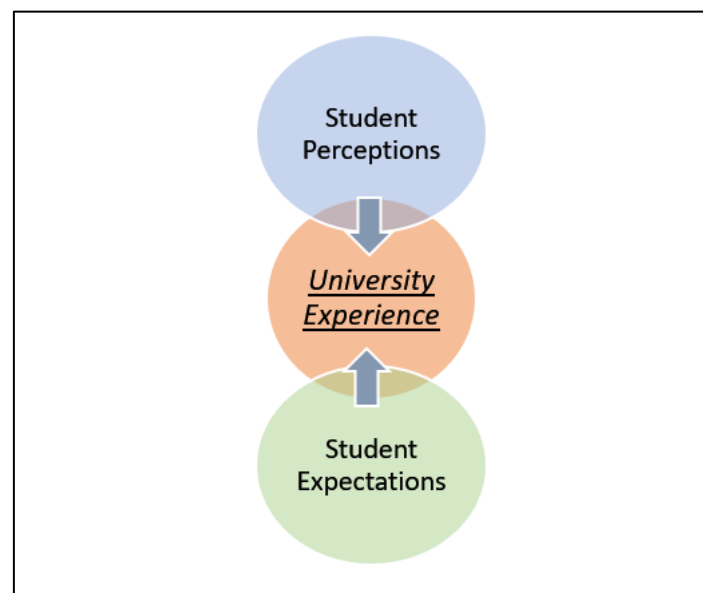 Student
Perceptions
University
Experience
Student
Expectations